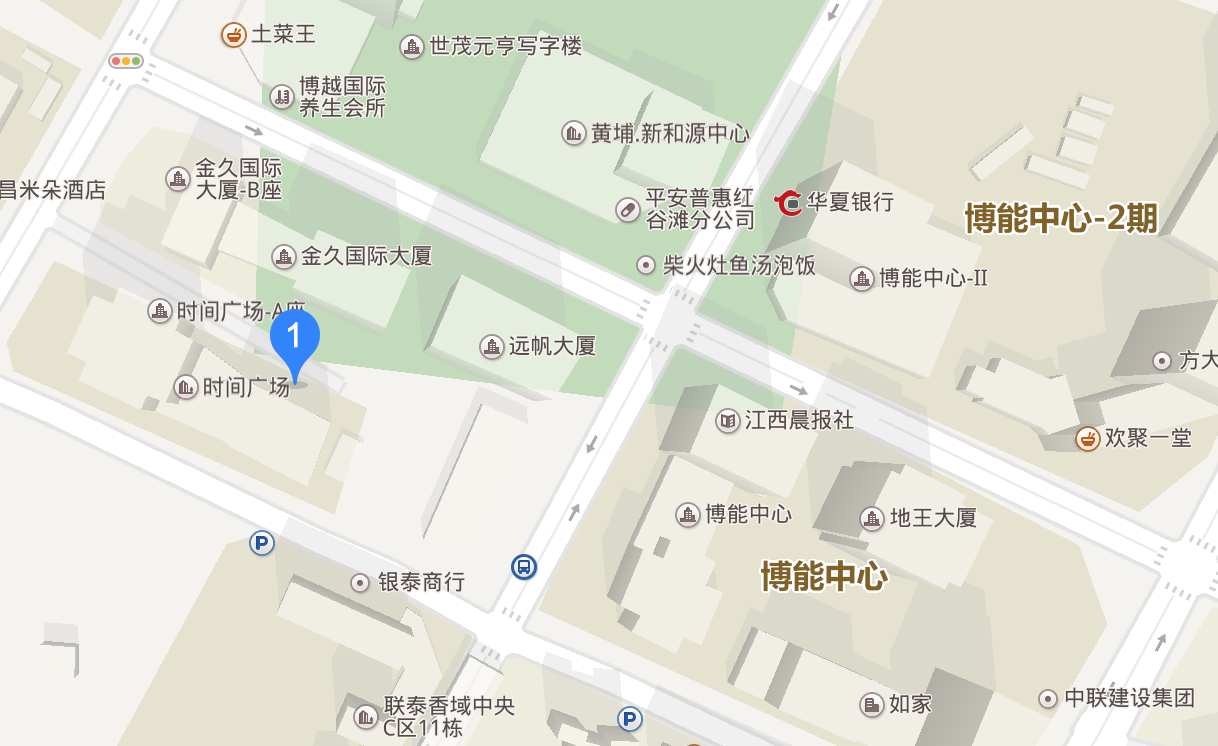 土菜王
世茂元亨写字楼
博越国际
养生会所
黄埔.新和源中心
金久国际
大厦-B座
昌米朵酒店
平安普惠红
谷滩分公司
华夏银行
博能中心-2期
金久国际大厦
柴火灶鱼汤泡饭
博能中心-II
时间广场-A座
1
远帆大厦
方大
时间广场
江西晨报社
欢聚一堂
博能中心
地王大厦
P
博能中心
银泰商行
联泰香域中央
C区11栋
P
如家
中联建设集团